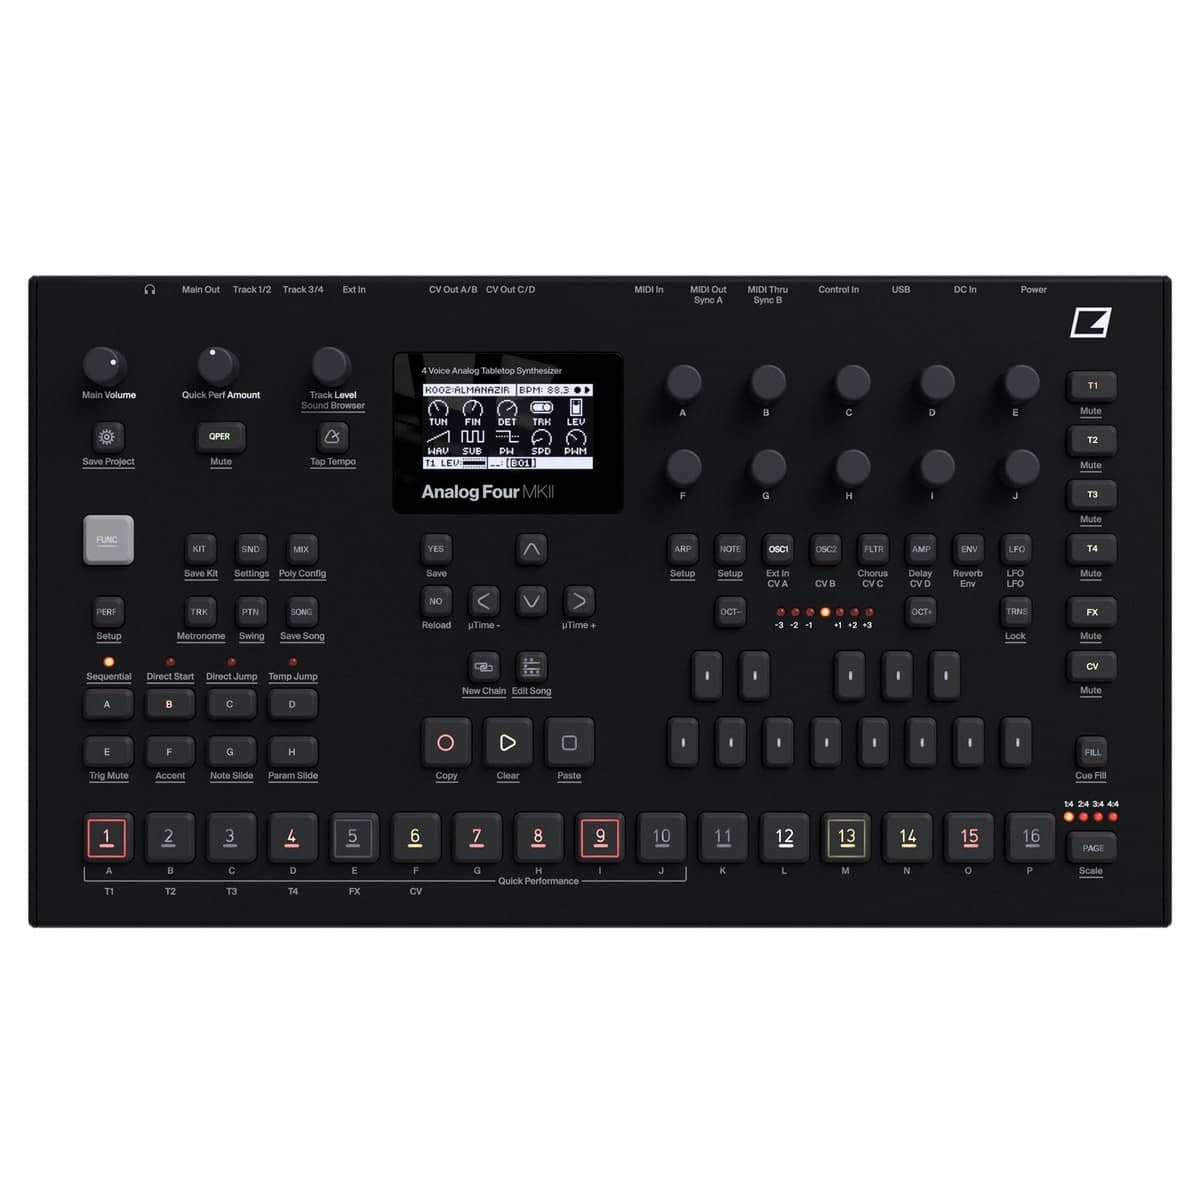 Main Out Track 1/2 Track 3/4 Ext In CV Out A/B CV Out C/D MIDI In MIDI Out MIDI Thru Control In USB DC In Power
Sync A Sync B
4 Voice Analog Tabletop Synthesizer
K002:ALMANAZIR BPM: 88.3
TUN FIN DET TRK LEV
WAV SUB PW SPD PWM
T1 LEV: [B01]
Analog Four MKII
Main Volume Quick Perf Amount Track Level
Sound Browser
QPER
Save Project Mute Tap Tempo
A B C D E
F G H I J
T1
Mute
T2
Mute
T3
Mute
T4
Mute
FX
Mute
CV
Mute
FUNC
KIT SND MIX
Save Kit Settings Poly Config
PERF TRK PTN SONG
Setup Metronome Swing Save Song
YES
Save
NO
Reload µTime - µTime +
New Chain Edit Song
ARP NOTE OSC1 OSC2 FLTR AMP ENV LFO
Setup Setup Ext In Chorus Delay Reverb LFO
CV A CV B CV C CV D Env LFO
OCT- OCT+ TRNS
-3 -2 -1 +1 +2 +3
Lock
Sequential Direct Start Direct Jump Temp Jump
A B C D
E F G H
Trig Mute Accent Note Slide Param Slide
Copy Clear Paste
FILL
Cue Fill
1:4 2:4 3:4 4:4
PAGE
Scale
1 2 3 4 5 6 7 8 9 10 11 12 13 14 15 16
A B C D E F G H I J K L M N O P
Quick Performance
T1 T2 T3 T4 FX CV